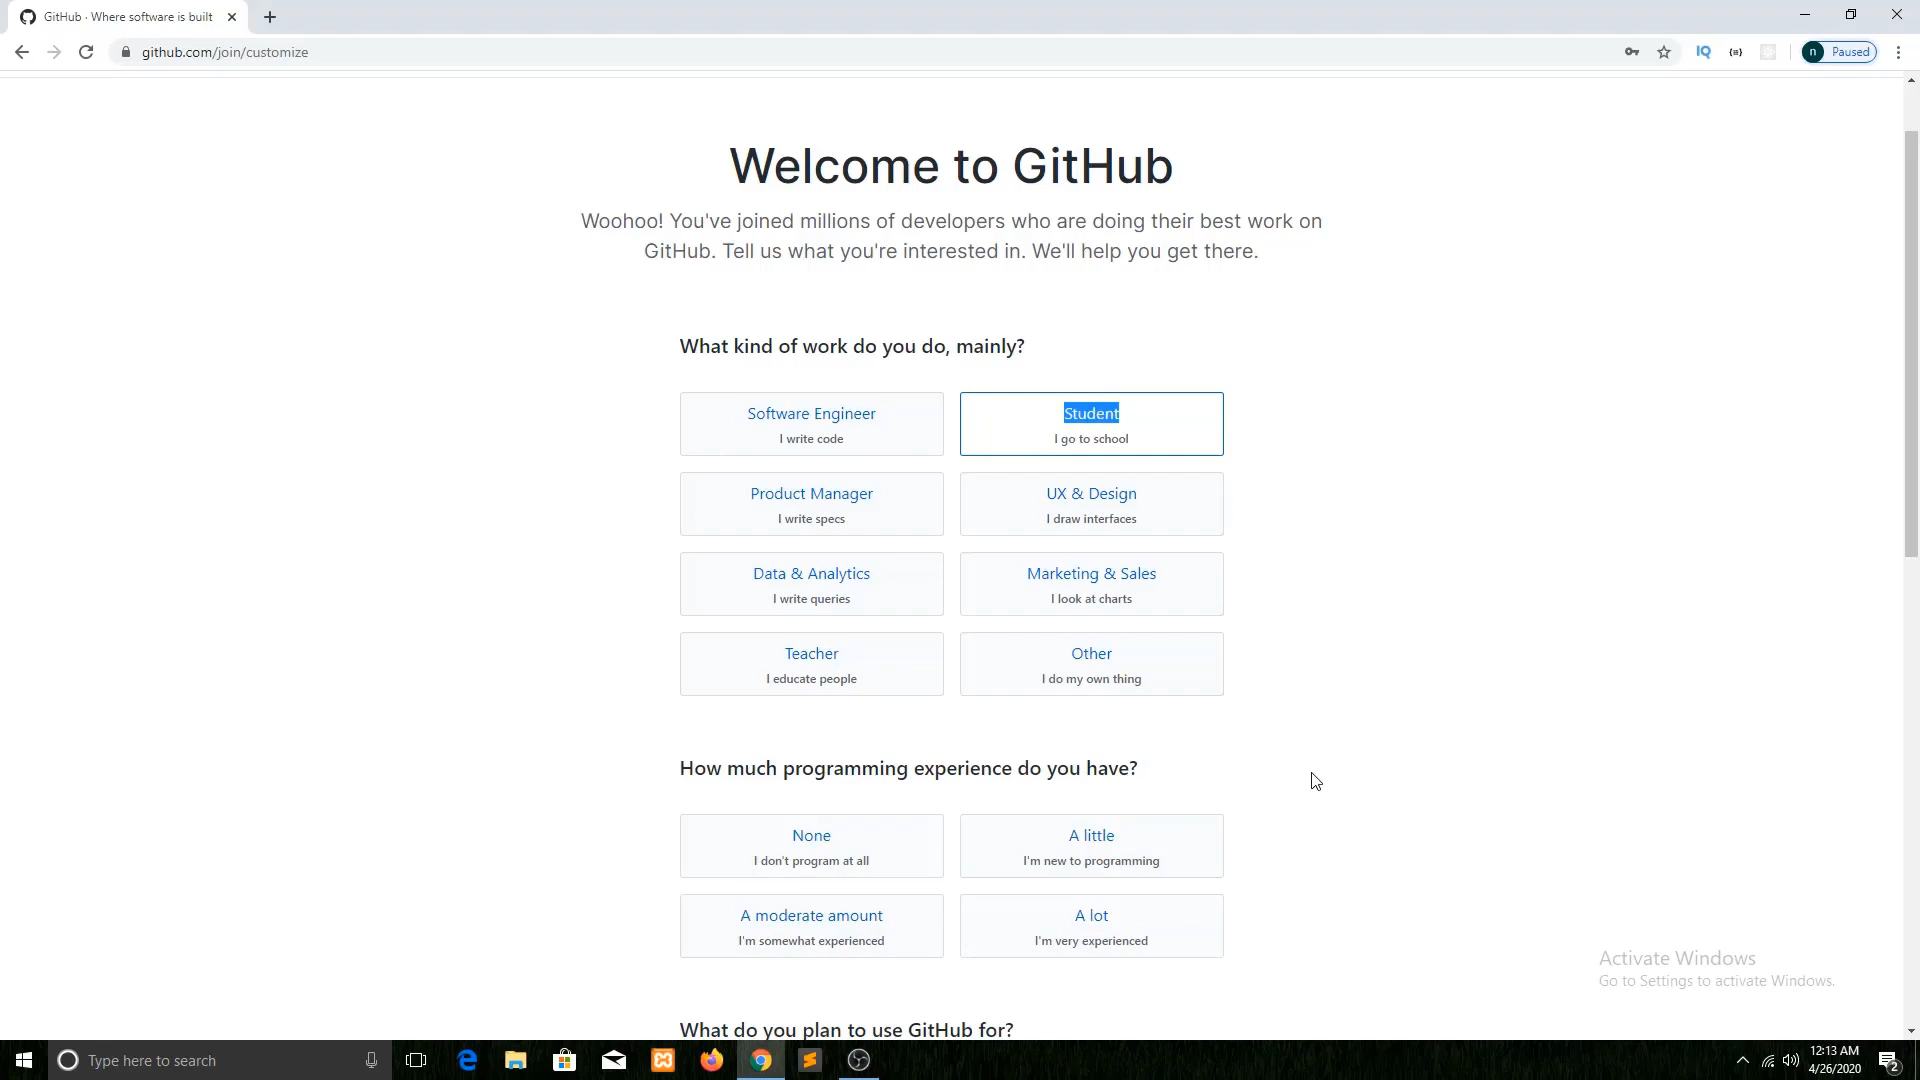 GitHub · Where software is built
github.com/join/customize
IQ
n
Paused
Welcome to GitHub
Woohoo! You've joined millions of developers who are doing their best work on
GitHub. Tell us what you're interested in. We'll help you get there.
What kind of work do you do, mainly?
Software Engineer
I write code
Student
I go to school
Product Manager
I write specs
UX & Design
I draw interfaces
Data & Analytics
I write queries
Marketing & Sales
I look at charts
Teacher
I educate people
Other
I do my own thing
How much programming experience do you have?
None
I don't program at all
A little
I'm new to programming
A moderate amount
I'm somewhat experienced
A lot
I'm very experienced
What do you plan to use GitHub for?
Activate Windows
Go to Settings to activate Windows.
Type here to search
12:13 AM
4/26/2020
2